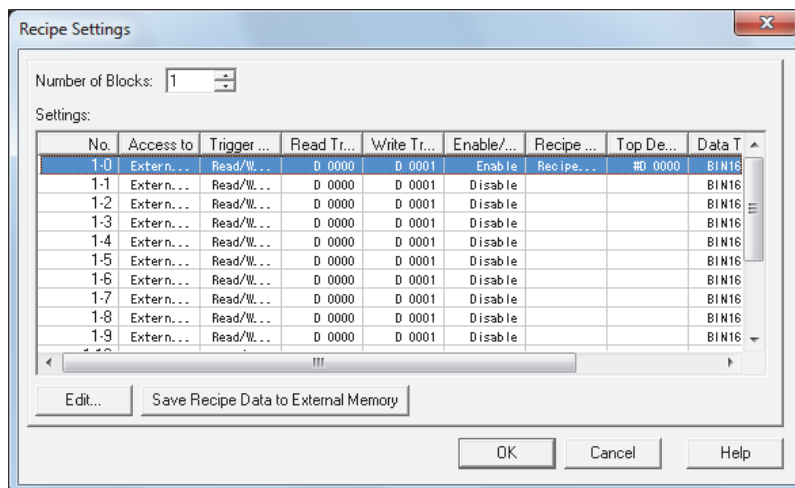 Recipe Settings
Number of Blocks: 1
Settings:
No. Access to Trigger ... Read Tr... Write Tr... Enable/... Recipe ... Top De... Data T
1-0 Extern... Read/W... D 0000 D 0001 Enable Recipe... #D 0000 BIN16
1-1 Extern... Read/W... D 0000 D 0001 Disable BIN16
1-2 Extern... Read/W... D 0000 D 0001 Disable BIN16
1-3 Extern... Read/W... D 0000 D 0001 Disable BIN16
1-4 Extern... Read/W... D 0000 D 0001 Disable BIN16
1-5 Extern... Read/W... D 0000 D 0001 Disable BIN16
1-6 Extern... Read/W... D 0000 D 0001 Disable BIN16
1-7 Extern... Read/W... D 0000 D 0001 Disable BIN16
1-8 Extern... Read/W... D 0000 D 0001 Disable BIN16
1-9 Extern... Read/W... D 0000 D 0001 Disable BIN16
Edit... Save Recipe Data to External Memory
OK Cancel Help